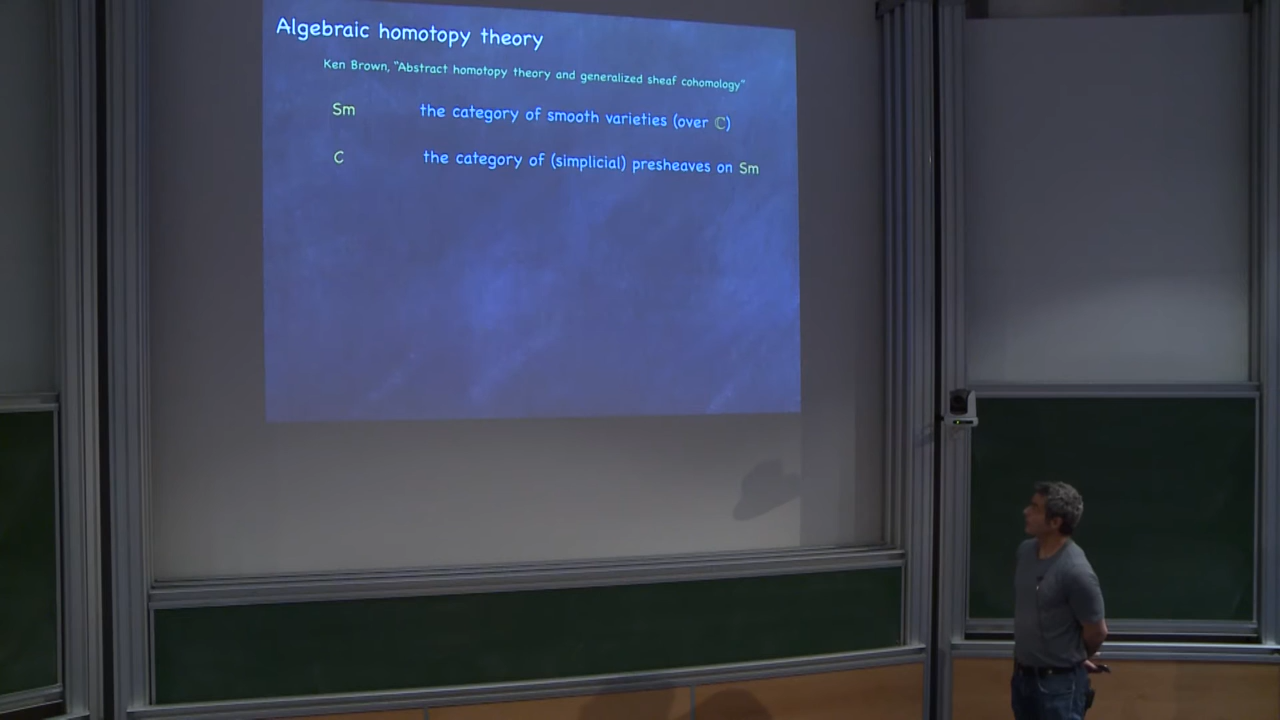 Algebraic homotopy theory
Ken Brown, "Abstract homotopy theory and generalized sheaf cohomology"
Sm the category of smooth varieties (over ℂ)
C the category of (simplicial) presheaves on Sm